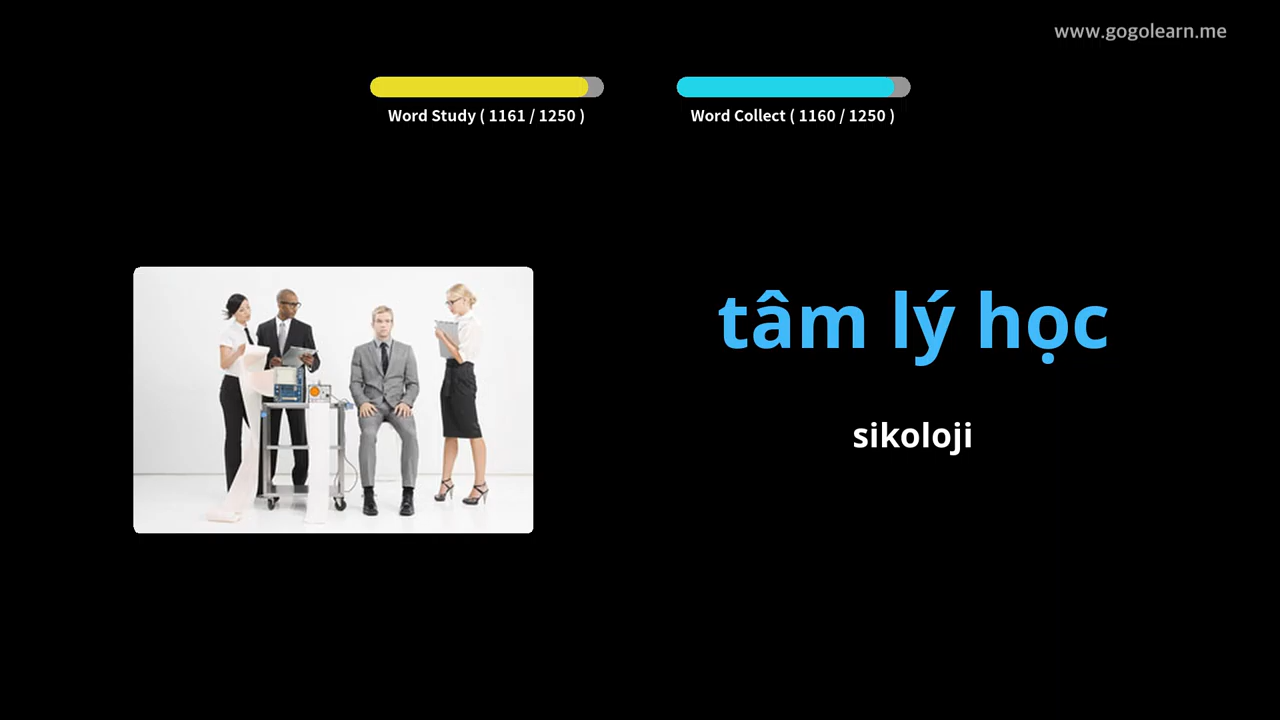 www.gogolearn.me
Word Study ( 1161 / 1250 )
Word Collect ( 1160 / 1250 )
tâm lý học
sikoloji